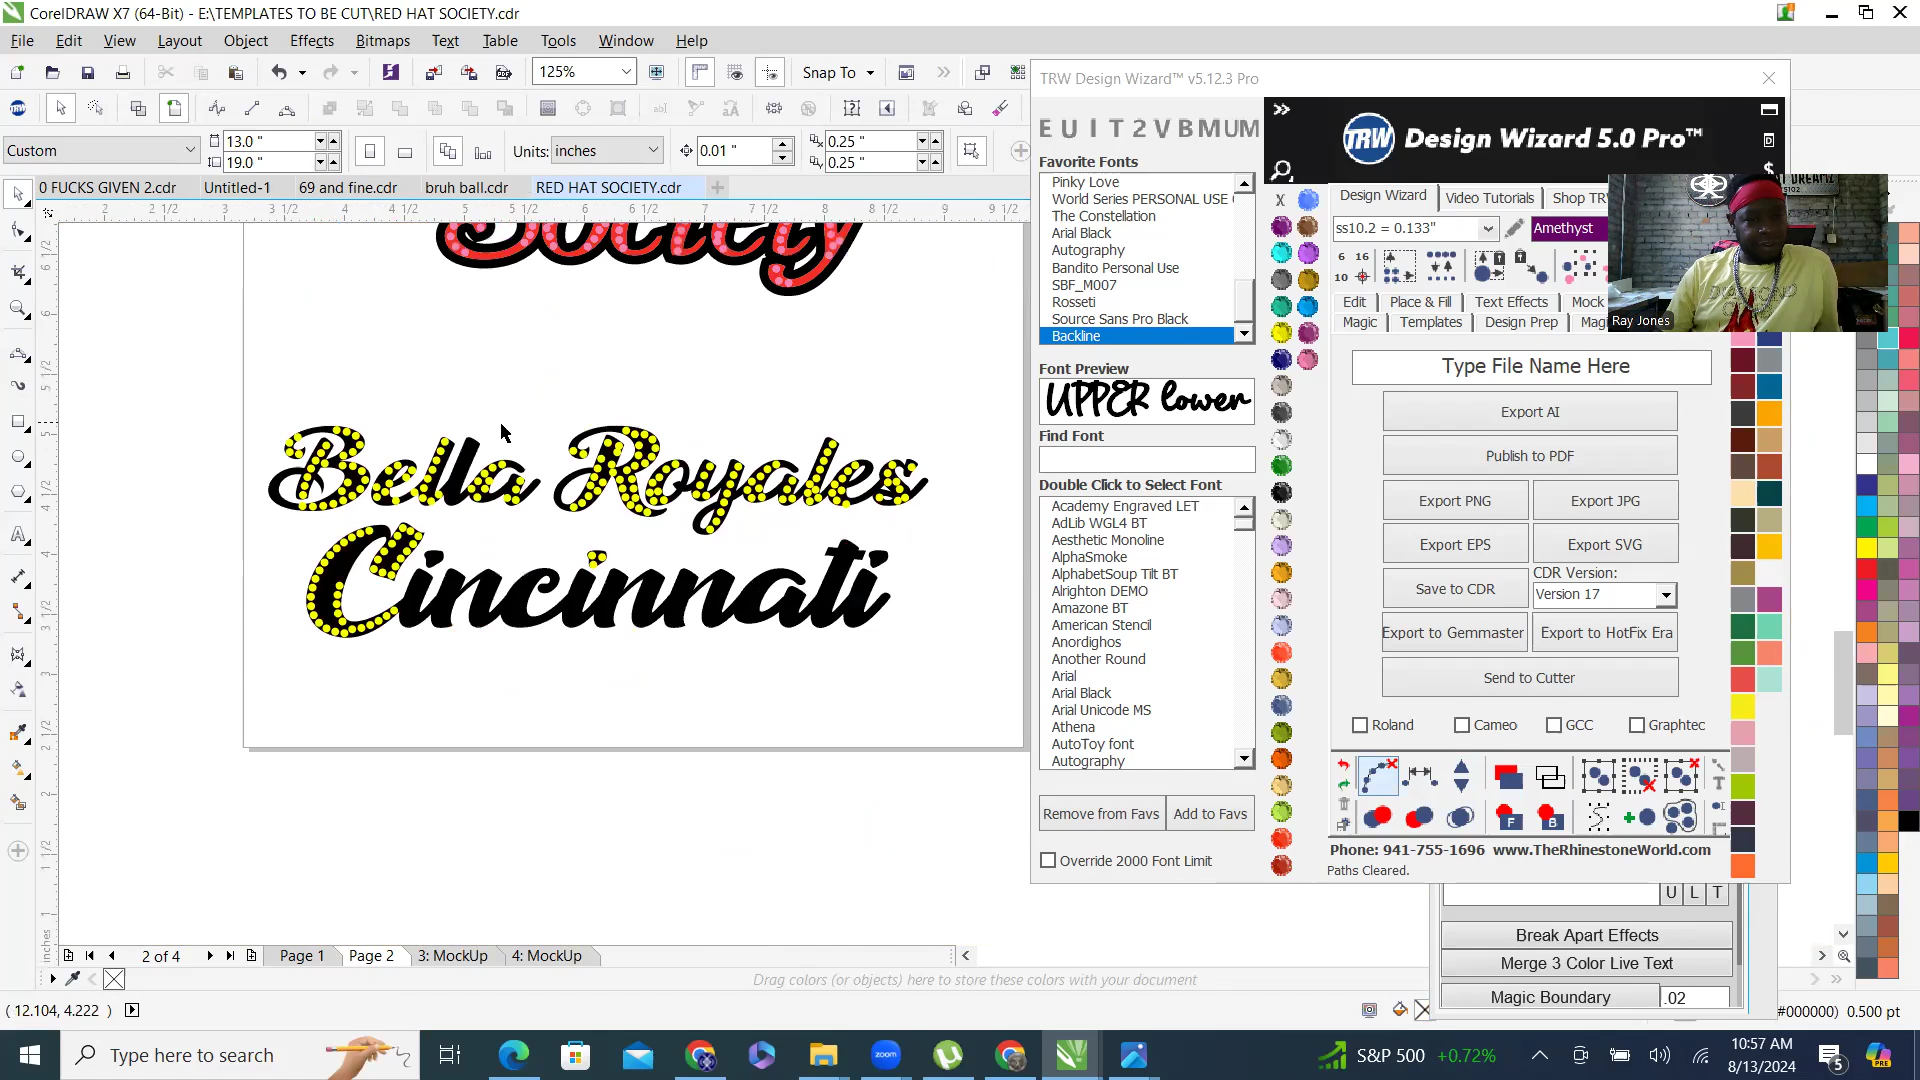 CorelDRAW X7 (64-Bit) - E:\TEMPLATES TO BE CUT\RED HAT SOCIETY.cdr
File Edit View Layout Object Effects Bitmaps Text Table Tools Window Help
125% Snap To
TRW Design Wizard™ v5.12.3 Pro
Custom 13.0 " 19.0 " Units: inches 0.01 " 0.25 " 0.25 "
0 FUCKS GIVEN 2.cdr Untitled-1 69 and fine.cdr bruh ball.cdr RED HAT SOCIETY.cdr
Society
Bella Royales
Cincinnati
E U I T 2 V B M U M
Favorite Fonts
Pinky Love
World Series PERSONAL USE
The Constellation
Arial Black
Autography
Bandito Personal Use
SBF_M007
Rosseti
Source Sans Pro Black
Backline
Font Preview
UPPER lower
Find Font
Double Click to Select Font
Academy Engraved LET
AdLib WGL4 BT
Aesthetic Monoline
AlphaSmoke
AlphabetSoup Tilt BT
Alrighton DEMO
Amazone BT
American Stencil
Anordighos
Another Round
Arial
Arial Black
Arial Unicode MS
Athena
AutoToy font
Autography
Remove from Favs Add to Favs
Override 2000 Font Limit
TRW Design Wizard 5.0 Pro™
Design Wizard Video Tutorials Shop TR
ss10.2 = 0.133" Amethyst
6 16
10
Edit Place & Fill Text Effects Mock
Magic Templates Design Prep Mag
Ray Jones
Type File Name Here
Export AI
Publish to PDF
Export PNG Export JPG
Export EPS Export SVG
CDR Version:
Save to CDR Version 17
Export to Gemmaster Export to HotFix Era
Send to Cutter
Roland Cameo GCC Graphtec
Phone: 941-755-1696 www.TheRhinestoneWorld.com
Paths Cleared.
U L T
Break Apart Effects
Merge 3 Color Live Text
Magic Boundary .02
2 of 4 Page 1 Page 2 3: MockUp 4: MockUp
Drag colors (or objects) here to store these colors with your document
( 12.104, 4.222 ) #000000) 0.500 pt
Type here to search zoom S&P 500 +0.72% 10:57 AM
8/13/2024 5